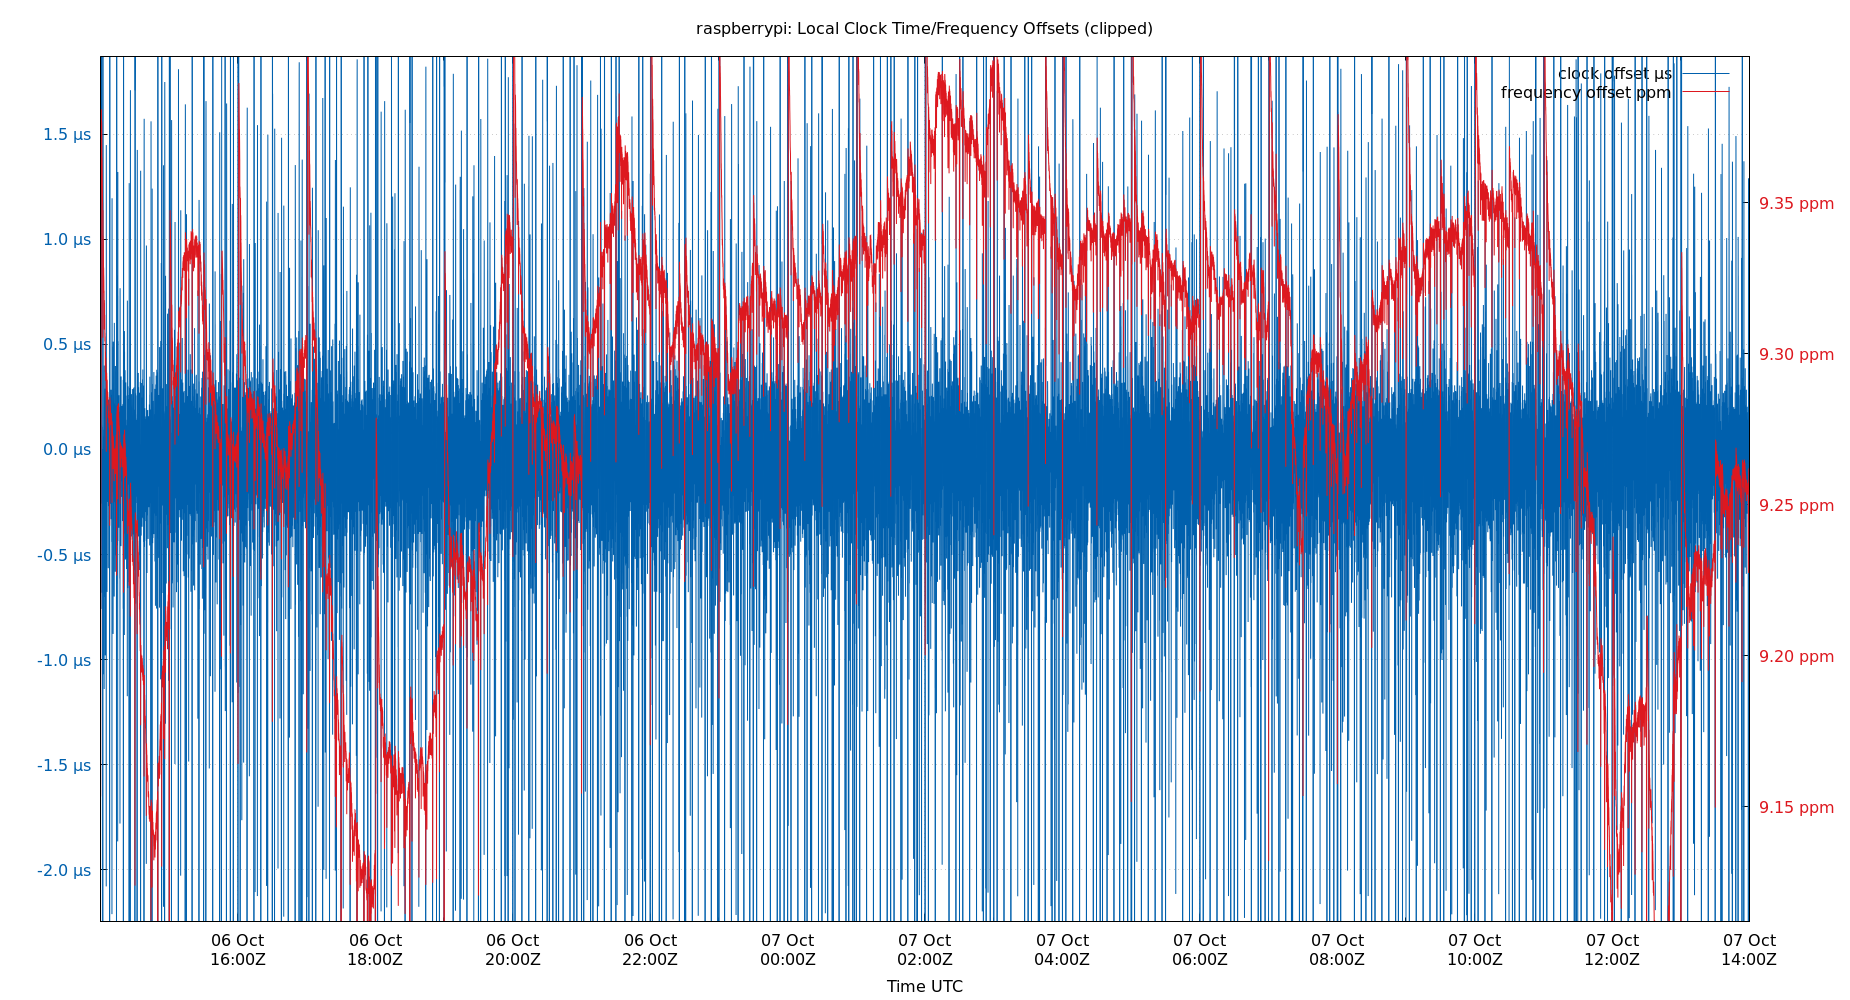 raspberrypi: Local Clock Time/Frequency Offsets (clipped)
clock offset µs
frequency offset ppm
1.5 µs
1.0 µs
0.5 µs
0.0 µs
-0.5 µs
-1.0 µs
-1.5 µs
-2.0 µs
9.35 ppm
9.30 ppm
9.25 ppm
9.20 ppm
9.15 ppm
06 Oct 06 Oct 06 Oct 06 Oct 07 Oct 07 Oct 07 Oct 07 Oct 07 Oct 07 Oct 07 Oct 07 Oct
16:00Z 18:00Z 20:00Z 22:00Z 00:00Z 02:00Z 04:00Z 06:00Z 08:00Z 10:00Z 12:00Z 14:00Z
Time UTC